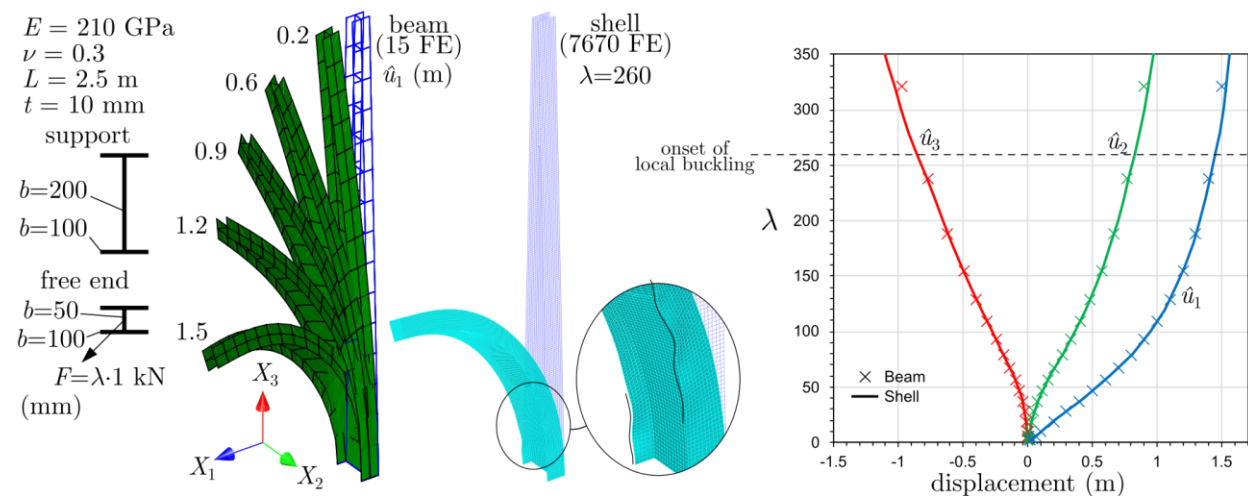 E = 210 GPa
ν = 0.3
L = 2.5 m
t = 10 mm
support
b=200
b=100
free end
b=50
b=100
F=λ·1 kN
(mm)
0.2
0.6
0.9
1.2
1.5
beam
(15 FE)
û₁ (m)
X₃
X₁
X₂
shell
(7670 FE)
λ=260
onset of
local buckling
λ
350
300
250
200
150
100
50
0
û₃
û₂
û₁
× Beam
Shell
-1.5
-1
-0.5
0
0.5
1
1.5
displacement (m)